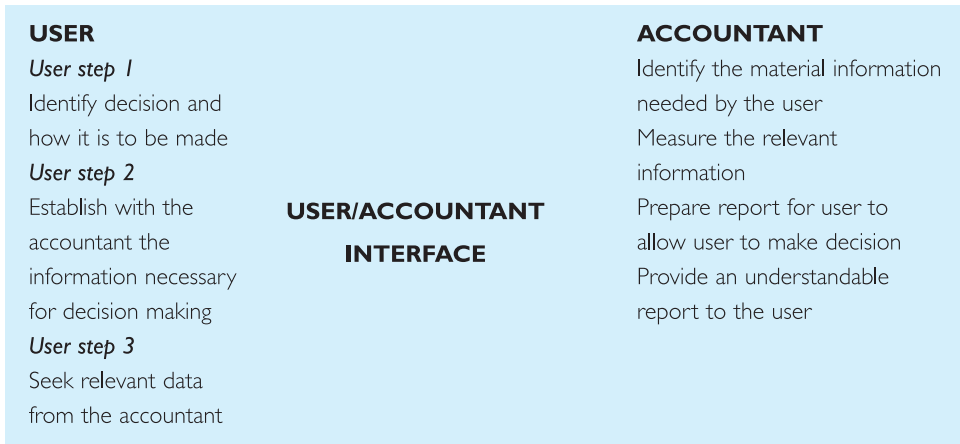 USER
User step 1
Identify decision and
how it is to be made
User step 2
Establish with the
accountant the
information necessary
for decision making
User step 3
Seek relevant data
from the accountant
USER/ACCOUNTANT
INTERFACE
ACCOUNTANT
Identify the material information
needed by the user
Measure the relevant
information
Prepare report for user to
allow user to make decision
Provide an understandable
report to the user